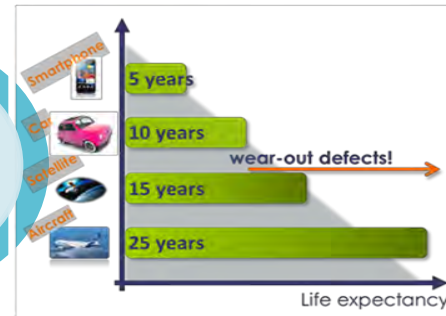 Smartphone
5 years
Car
10 years
wear-out defects!
Satellite
15 years
Aircraft
25 years
Life expectancy